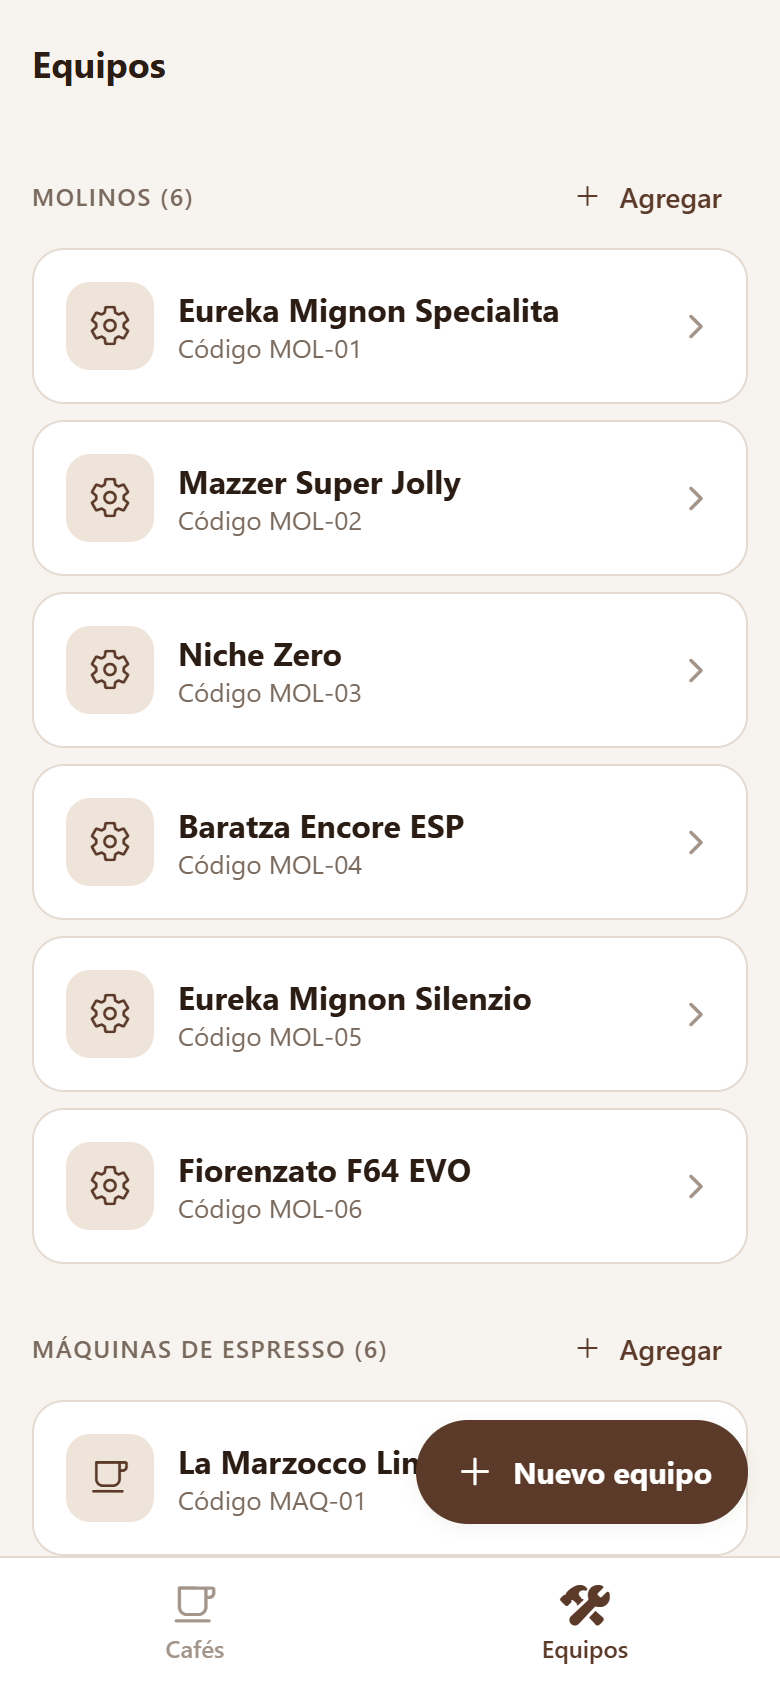 Equipos
MOLINOS (6)
Agregar
Eureka Mignon Specialita
Código MOL-01
Mazzer Super Jolly
Código MOL-02
Niche Zero
Código MOL-03
Baratza Encore ESP
Código MOL-04
Eureka Mignon Silenzio
Código MOL-05
Fiorenzato F64 EVO
Código MOL-06
MÁQUINAS DE ESPRESSO (6)
Agregar
La Marzocco
Código MAQ-01
Nuevo equipo
Cafés
Equipos